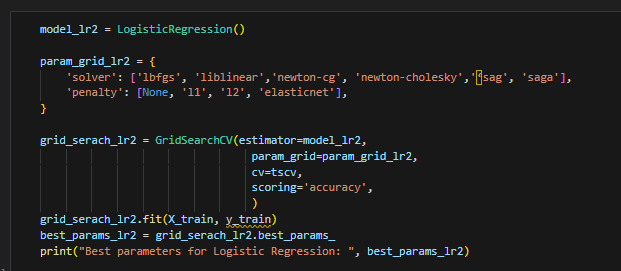 model_lr2 = LogisticRegression()
param_grid_lr2 = {
'solver': ['lbfgs', 'liblinear','newton-cg', 'newton-cholesky','sag', 'saga'],
'penalty': [None, 'l1', 'l2', 'elasticnet'],
}
grid_serach_lr2 = GridSearchCV(estimator=model_lr2,
param_grid=param_grid_lr2,
cv=tscv,
scoring='accuracy',
)
grid_serach_lr2.fit(X_train, y_train)
best_params_lr2 = grid_serach_lr2.best_params_
print("Best parameters for Logistic Regression: ", best_params_lr2)